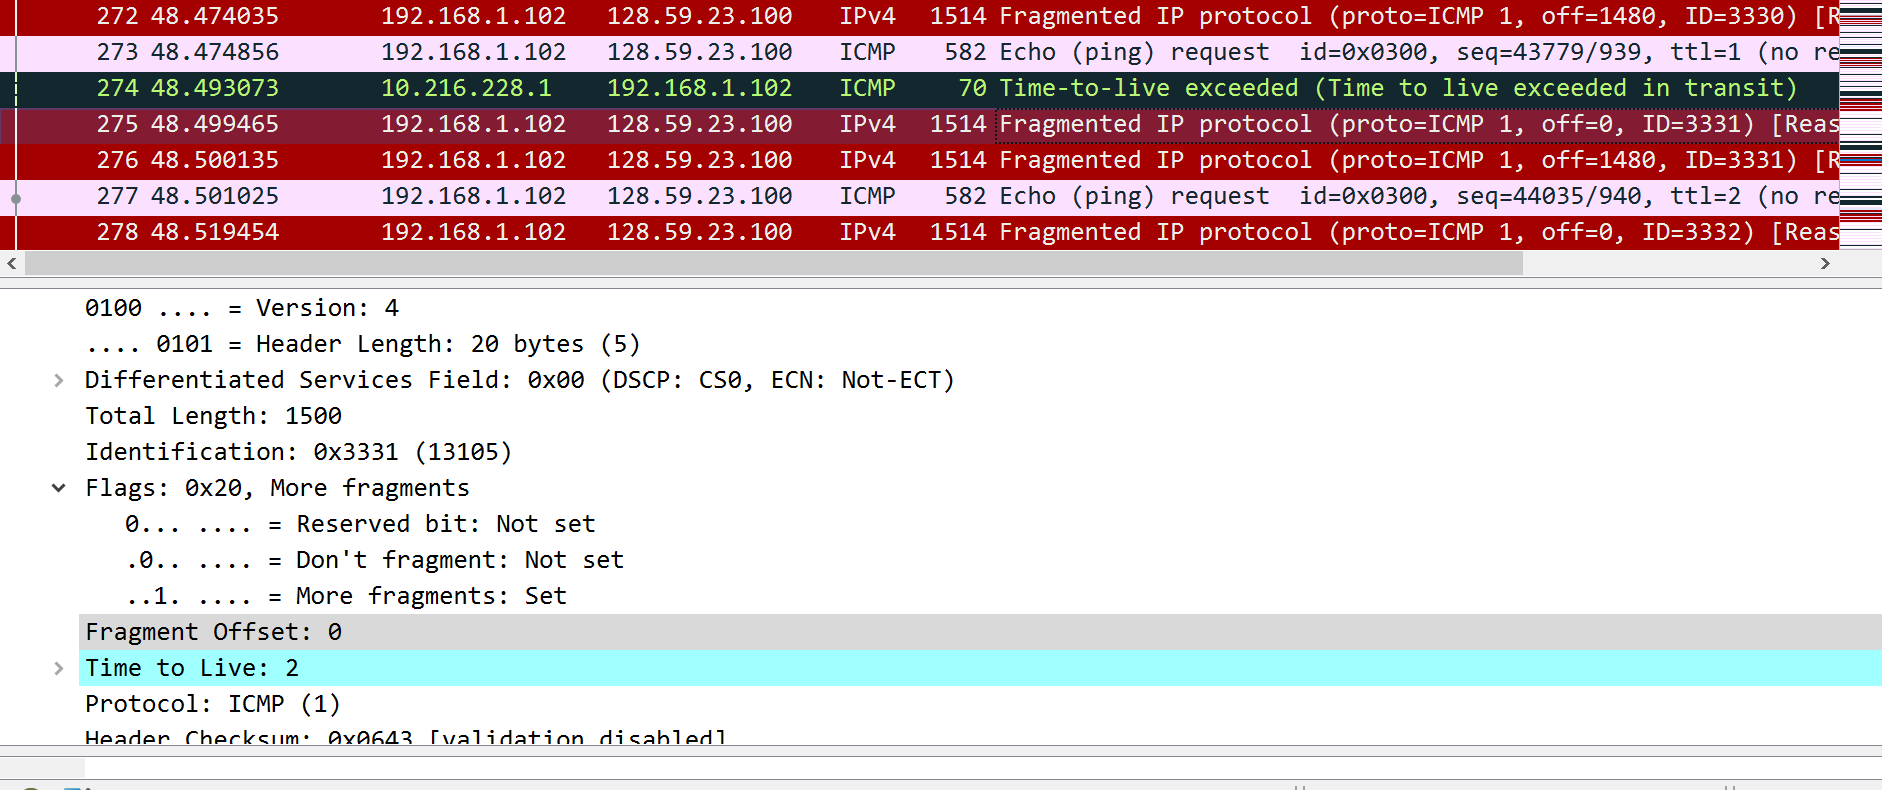 272 48.474035 192.168.1.102 128.59.23.100 IPv4 1514 Fragmented IP protocol (proto=ICMP 1, off=1480, ID=3330) [R
273 48.474856 192.168.1.102 128.59.23.100 ICMP 582 Echo (ping) request id=0x0300, seq=43779/939, ttl=1 (no re
274 48.493073 10.216.228.1 192.168.1.102 ICMP 70 Time-to-live exceeded (Time to live exceeded in transit)
275 48.499465 192.168.1.102 128.59.23.100 IPv4 1514 Fragmented IP protocol (proto=ICMP 1, off=0, ID=3331) [Reas
276 48.500135 192.168.1.102 128.59.23.100 IPv4 1514 Fragmented IP protocol (proto=ICMP 1, off=1480, ID=3331) [R
277 48.501025 192.168.1.102 128.59.23.100 ICMP 582 Echo (ping) request id=0x0300, seq=44035/940, ttl=2 (no re
278 48.519454 192.168.1.102 128.59.23.100 IPv4 1514 Fragmented IP protocol (proto=ICMP 1, off=0, ID=3332) [Reas
0100 .... = Version: 4
.... 0101 = Header Length: 20 bytes (5)
Differentiated Services Field: 0x00 (DSCP: CS0, ECN: Not-ECT)
Total Length: 1500
Identification: 0x3331 (13105)
Flags: 0x20, More fragments
0... .... = Reserved bit: Not set
.0.. .... = Don't fragment: Not set
..1. .... = More fragments: Set
Fragment Offset: 0
Time to Live: 2
Protocol: ICMP (1)
Header Checksum: 0x0643 [validation disabled]